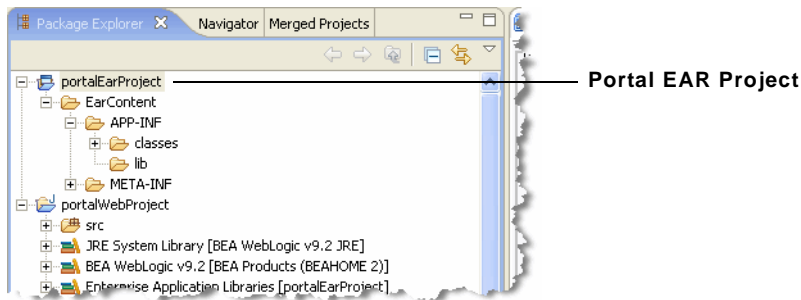 Package Explorer Navigator Merged Projects
portalEarProject
Portal EAR Project
EarContent
APP-INF
classes
lib
META-INF
portalWebProject
src
JRE System Library [BEA WebLogic v9.2 JRE]
BEA WebLogic v9.2 [BEA Products (BEAHOME 2)]
Enterprise Application Libraries [portalEarProject]